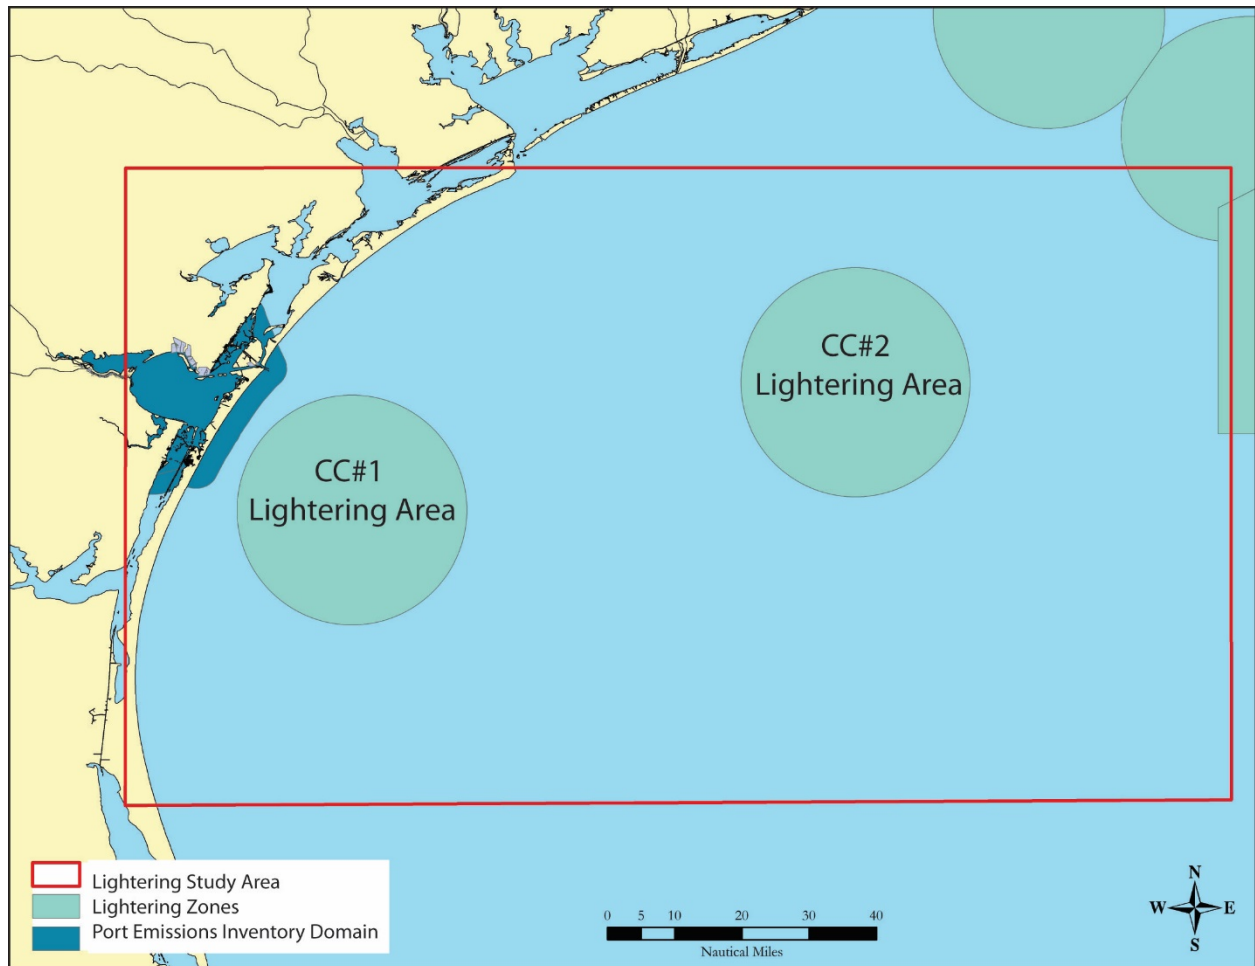 CC#2
Lightering Area
CC#1
Lightering Area
Lightering Study Area
Lightering Zones
Port Emissions Inventory Domain
0 5 10 20 30 40
Nautical Miles
N
W E
S